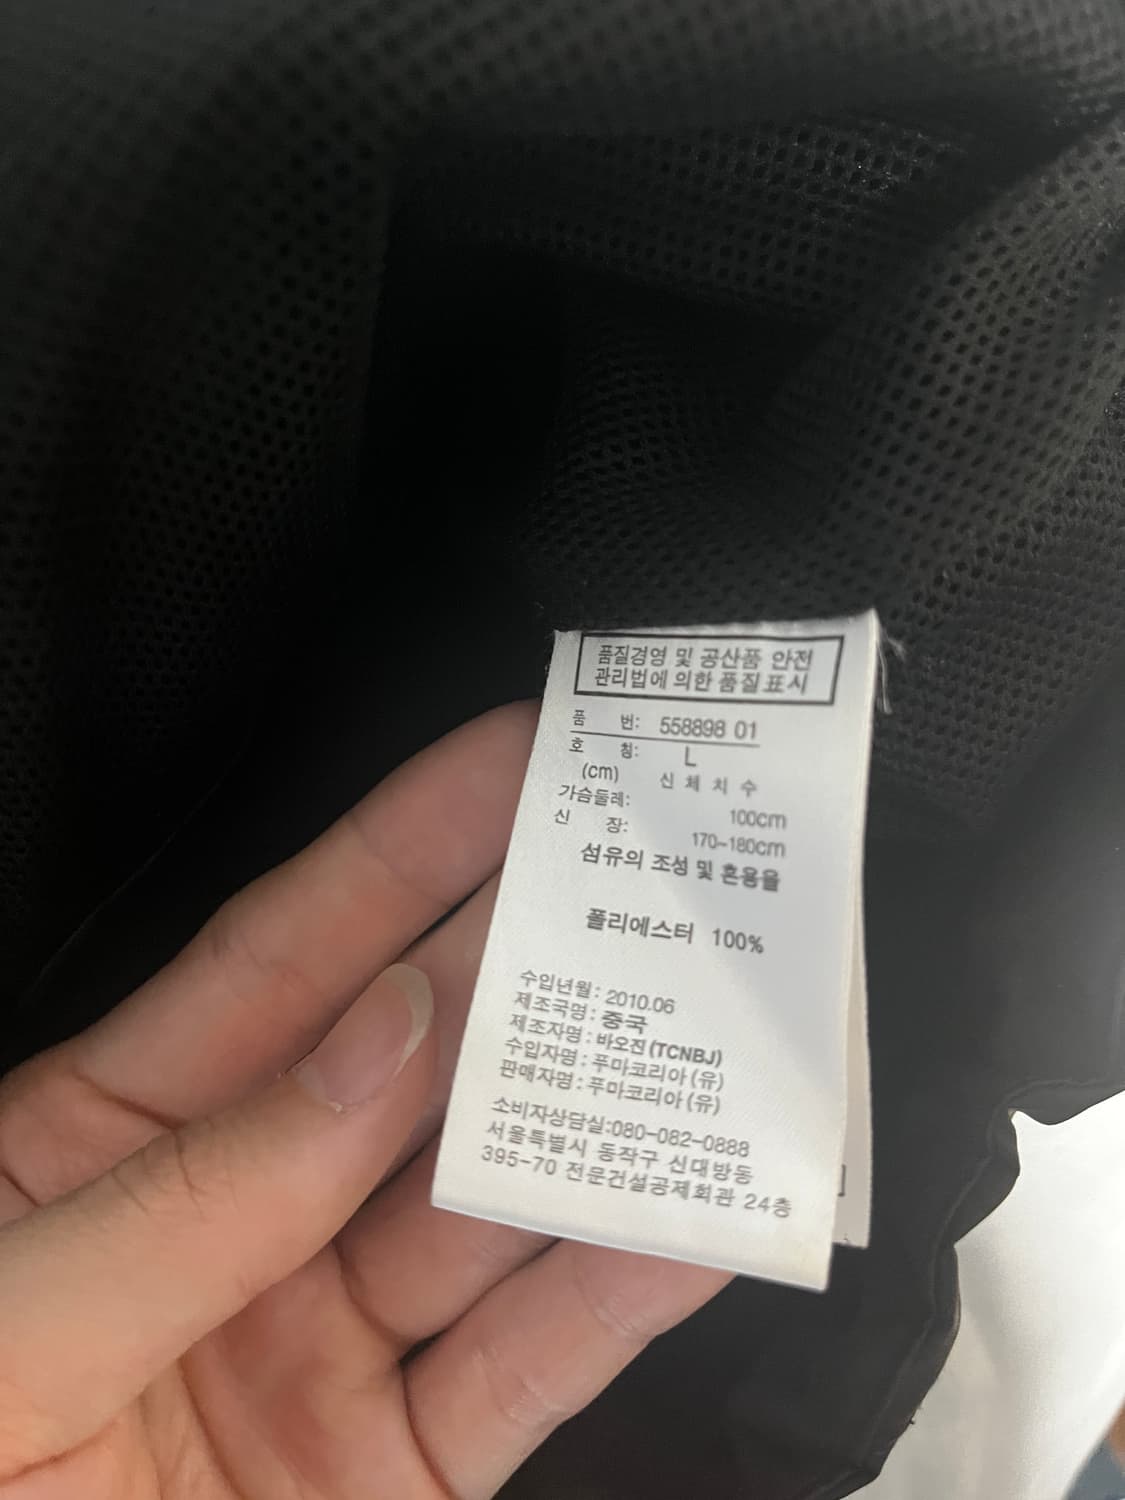 품질경영 및 공산품 안전
관리법에 의한 품질표시
품 번: 558898 01
호 칭: L
(cm) 신 체 치 수
가슴둘레: 100cm
신 장: 170~180cm
섬유의 조성 및 혼용율
폴리에스터 100%
수입년월: 2010.06
제조국명: 중국
제조자명: 바오진(TCNBJ)
수입자명: 푸마코리아(유)
판매자명: 푸마코리아(유)
소비자상담실:080-082-0888
서울특별시 동작구 신대방동
395-70 전문건설공제회관 24층